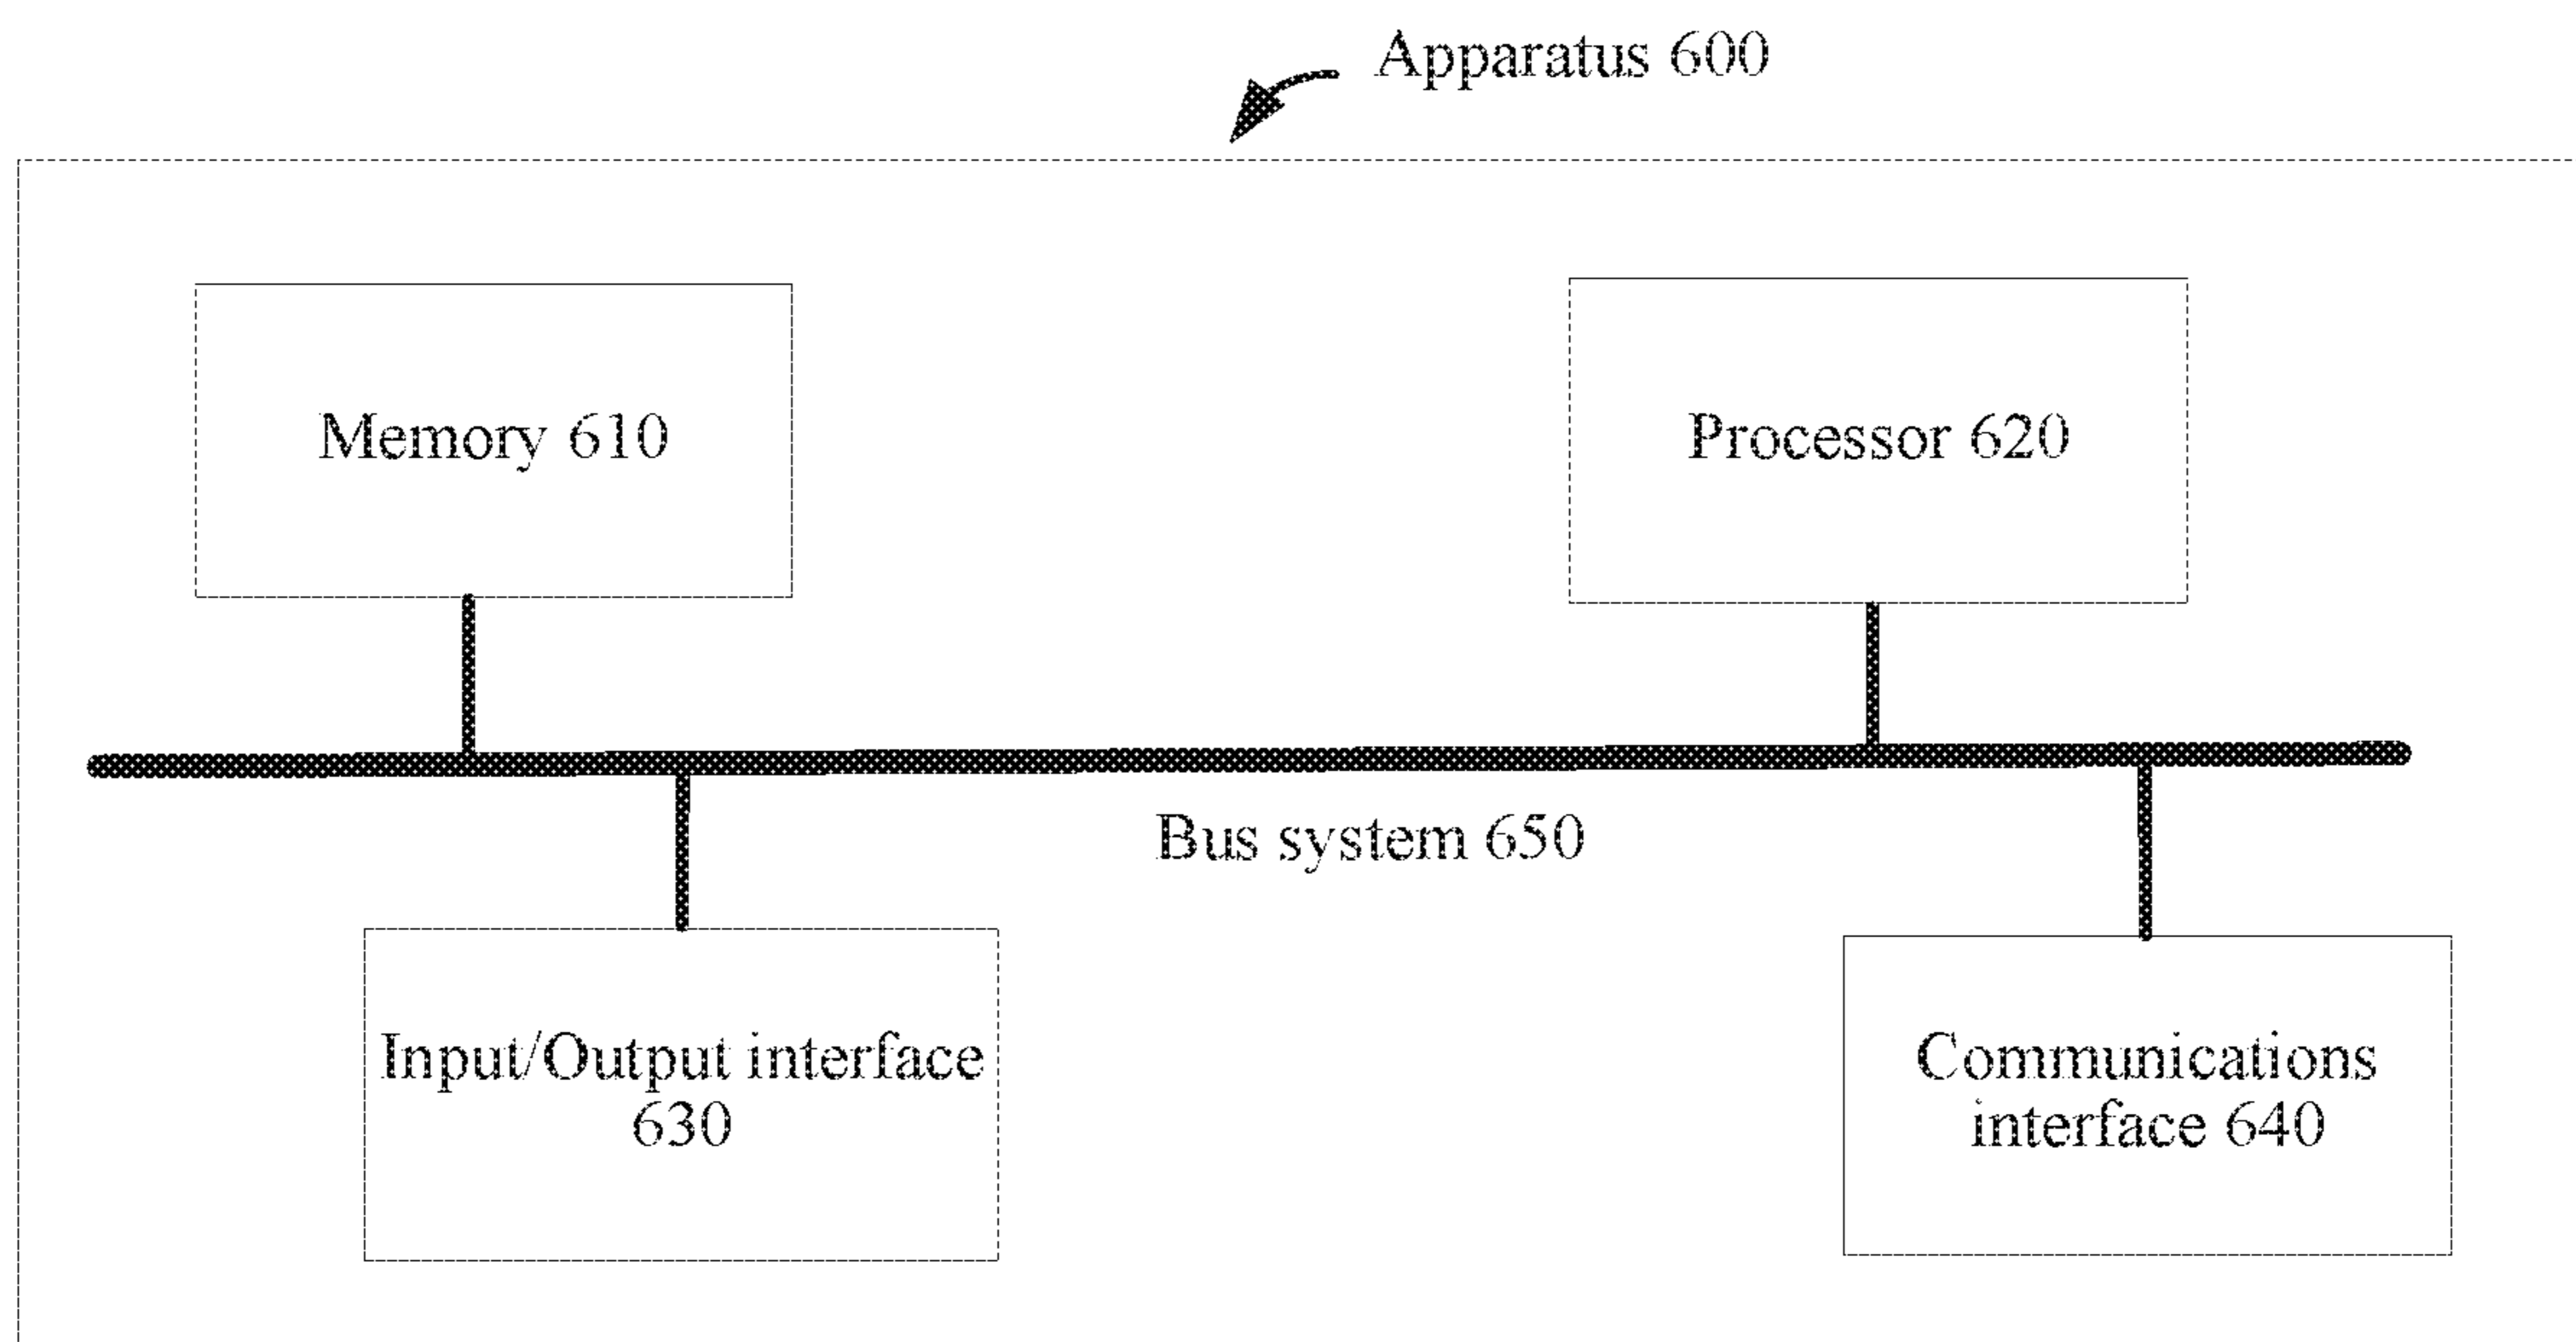 Apparatus 600
Memory 610
Processor 620
Bus system 650
Input/Output interface
630
Communications
interface 640